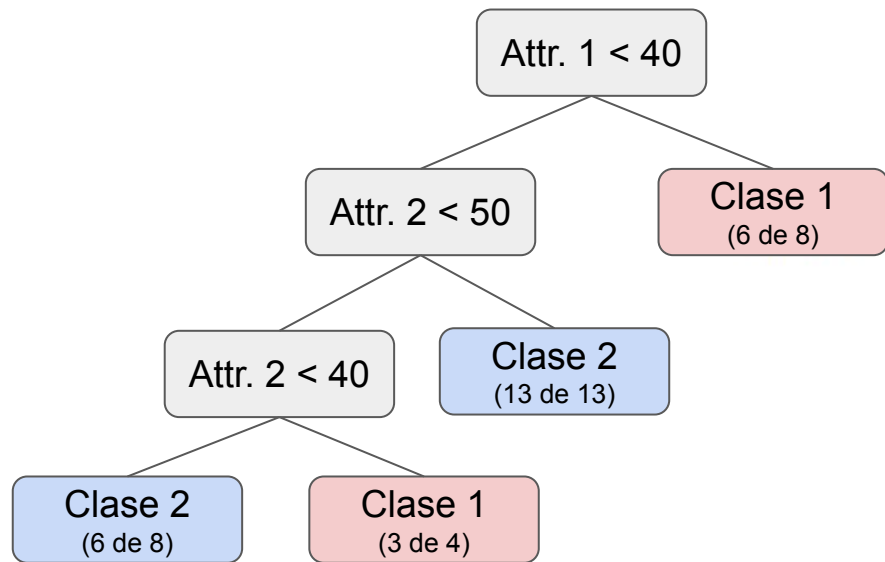 Attr. 1 < 40
Attr. 2 < 50
Clase 1
(6 de 8)
Attr. 2 < 40
Clase 2
(13 de 13)
Clase 2
(6 de 8)
Clase 1
(3 de 4)